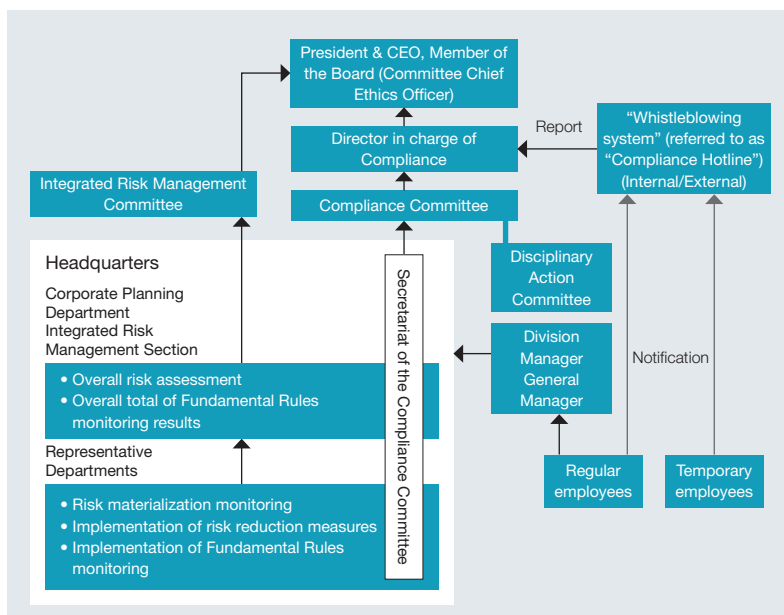 President & CEO, Member of
the Board (Committee Chief
Ethics Officer)
Director in charge of
Compliance
Report
“Whistleblowing
system” (referred to as
“Compliance Hotline”)
(Internal/External)
Integrated Risk Management
Committee
Compliance Committee
Disciplinary
Action
Committee
Headquarters
Corporate Planning
Department
Integrated Risk
Management Section
• Overall risk assessment
• Overall total of Fundamental Rules
monitoring results
Representative
Departments
• Risk materialization monitoring
• Implementation of risk reduction measures
• Implementation of Fundamental Rules
monitoring
Secretariat of the Compliance Committee
Division
Manager
General
Manager
Notification
Regular
employees
Temporary
employees